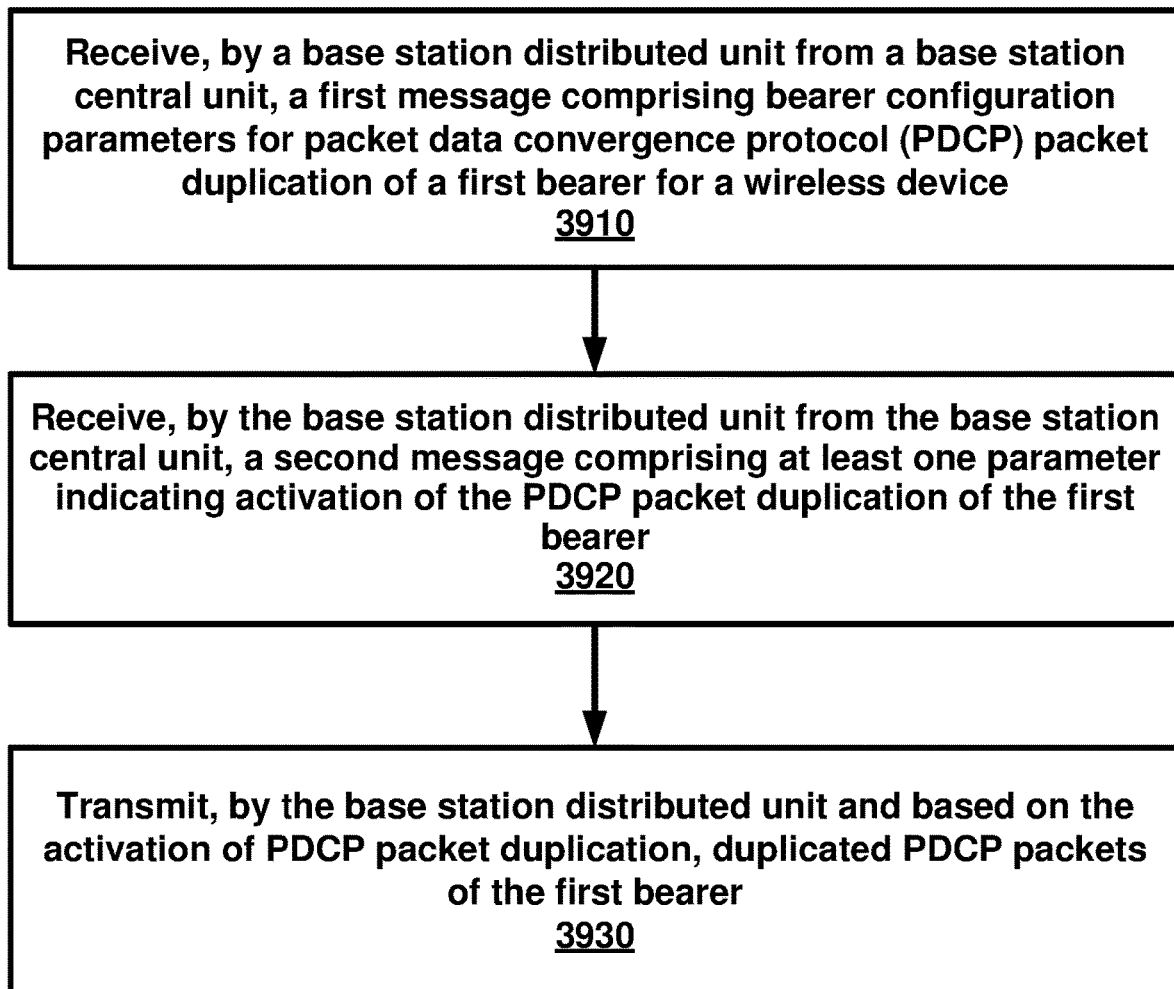 Receive, by a base station distributed unit from a base station
central unit, a first message comprising bearer configuration
parameters for packet data convergence protocol (PDCP) packet
duplication of a first bearer for a wireless device
3910
Receive, by the base station distributed unit from the base station
central unit, a second message comprising at least one parameter
indicating activation of the PDCP packet duplication of the first
bearer
3920
Transmit, by the base station distributed unit and based on the
activation of PDCP packet duplication, duplicated PDCP packets
of the first bearer
3930